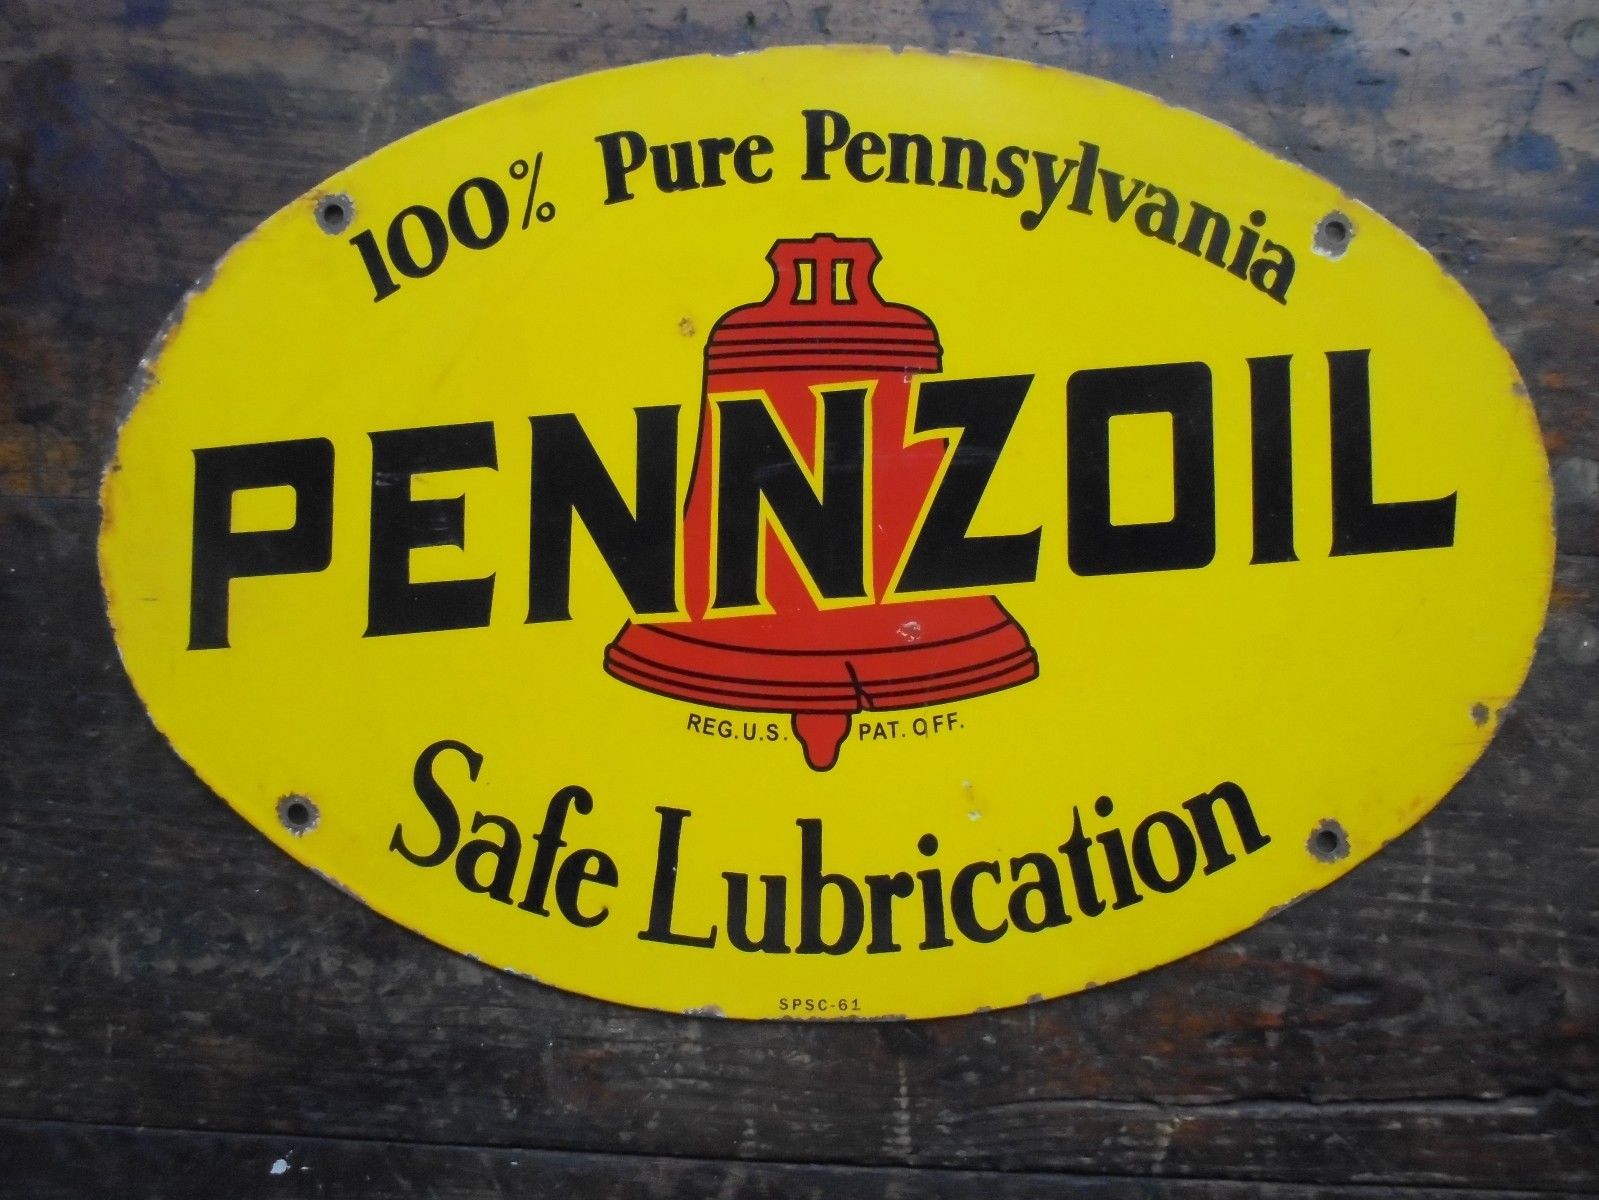 100% Pure Pennsylvania
PENNZOIL
REG. U.S. PAT. OFF.
Safe Lubrication
SPSC-61